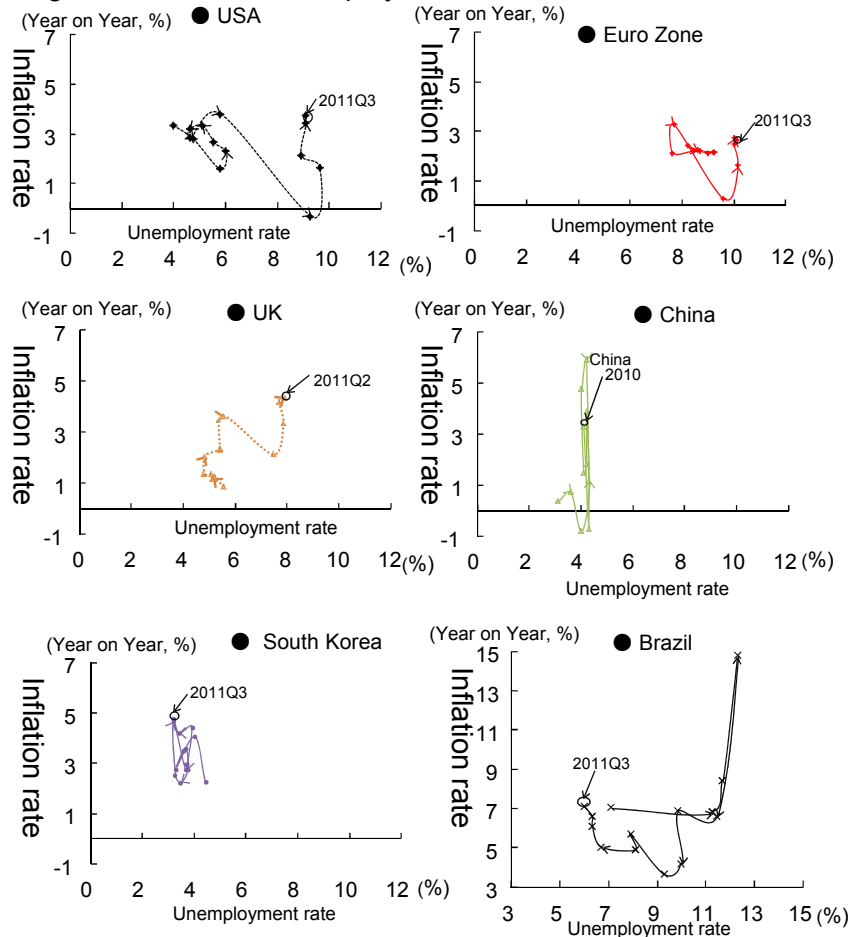 (Year on Year, %)
● USA
Inflation rate
7
5
3
1
-1
2011Q3
Unemployment rate
0 2 4 6 8 10 12 (%)
(Year on Year, %)
● Euro Zone
Inflation rate
7
5
3
1
-1
2011Q3
Unemployment rate
0 2 4 6 8 10 12 (%)
(Year on Year, %)
● UK
Inflation rate
7
5
3
1
-1
2011Q2
Unemployment rate
0 2 4 6 8 10 12 (%)
(Year on Year, %)
● China
Inflation rate
7
5
3
1
-1
China
2010
0 2 4 6 8 10 12 (%)
Unemployment rate
(Year on Year, %)
● South Korea
Inflation rate
7
5
3
1
-1
2011Q3
0 2 4 6 8 10 12 (%)
Unemployment rate
(Year on Year, %)
● Brazil
Inflation rate
15
13
11
9
7
5
3
2011Q3
3 5 7 9 11 13 15 (%)
Unemployment rate